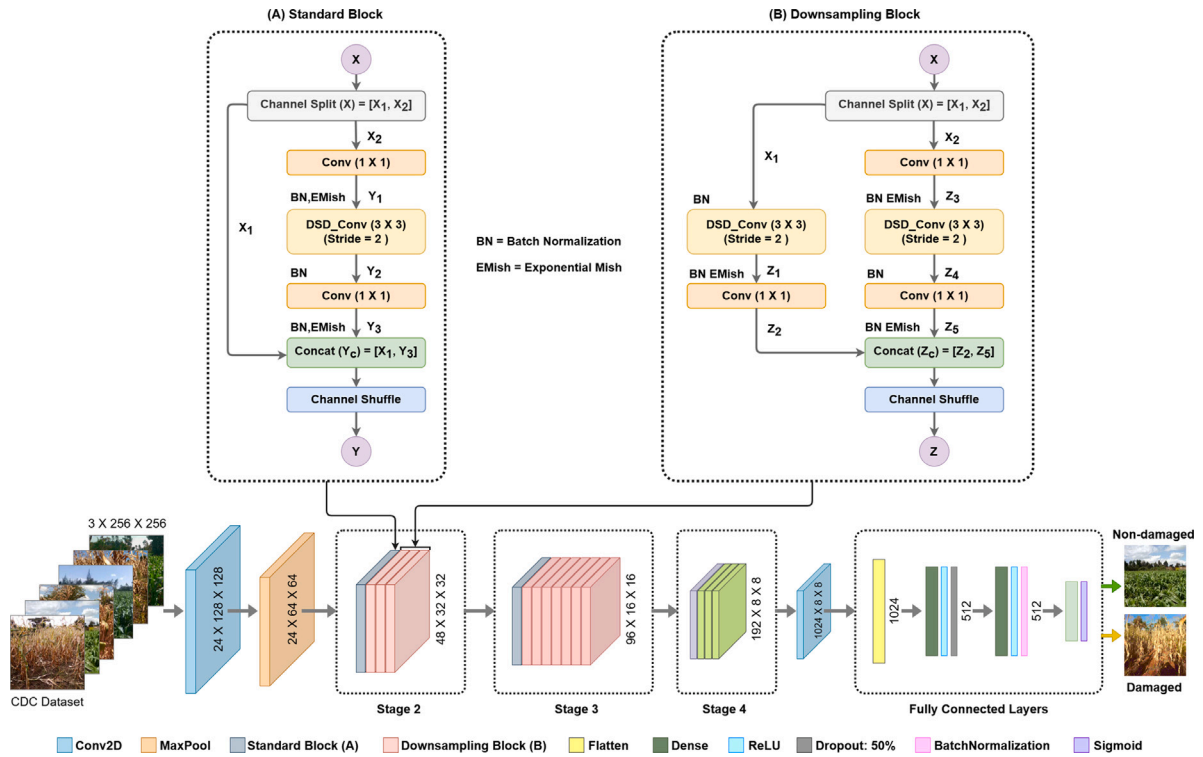 (A) Standard Block
X
Channel Split (X) = [X1, X2]
X2
Conv (1 X 1)
BN,EMish Y1
X1
DSD_Conv (3 X 3)
(Stride = 2 )
BN Y2
Conv (1 X 1)
BN,EMish Y3
Concat (Yc) = [X1, Y3]
Channel Shuffle
Y
BN = Batch Normalization
EMish = Exponential Mish
(B) Downsampling Block
X
Channel Split (X) = [X1, X2]
X1
X2
Conv (1 X 1)
BN
BN EMish Z3
DSD_Conv (3 X 3)
(Stride = 2 )
DSD_Conv (3 X 3)
(Stride = 2 )
BN EMish Z1
BN Z4
Conv (1 X 1)
Conv (1 X 1)
Z2
BN EMish Z5
Concat (Zc) = [Z2, Z5]
Channel Shuffle
Z
3 X 256 X 256
CDC Dataset
24 X 128 X 128
24 X 64 X 64
48 X 32 X 32
Stage 2
96 X 16 X 16
Stage 3
192 X 8 X 8
Stage 4
1024 X 8 X 8
1024
512
512
Fully Connected Layers
Non-damaged
Damaged
Conv2D
MaxPool
Standard Block (A)
Downsampling Block (B)
Flatten
Dense
ReLU
Dropout: 50%
BatchNormalization
Sigmoid